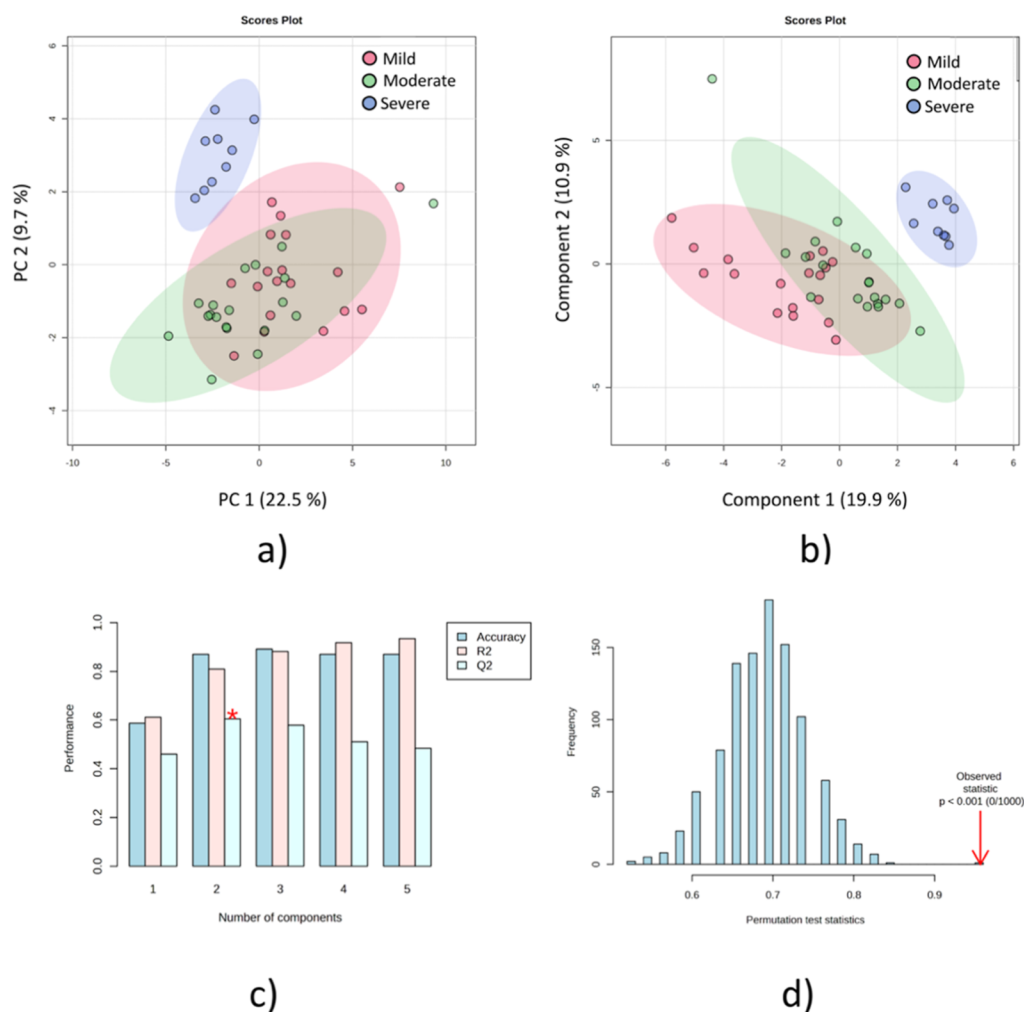 Scores Plot
Mild
Moderate
Severe
6
4
2
0
-2
-4
PC 2 (9.7 %)
-10
-5
0
5
10
PC 1 (22.5 %)
a)
Scores Plot
Mild
Moderate
Severe
5
0
-5
Component 2 (10.9 %)
-6
-4
-2
0
2
4
6
Component 1 (19.9 %)
b)
1.0
0.8
0.6
0.4
0.2
0.0
Performance
Accuracy
R2
Q2
*
1
2
3
4
5
Number of components
c)
150
100
50
0
Frequency
Observed
statistic
p < 0.001 (0/1000)
0.6
0.7
0.8
0.9
Permutation test statistics
d)